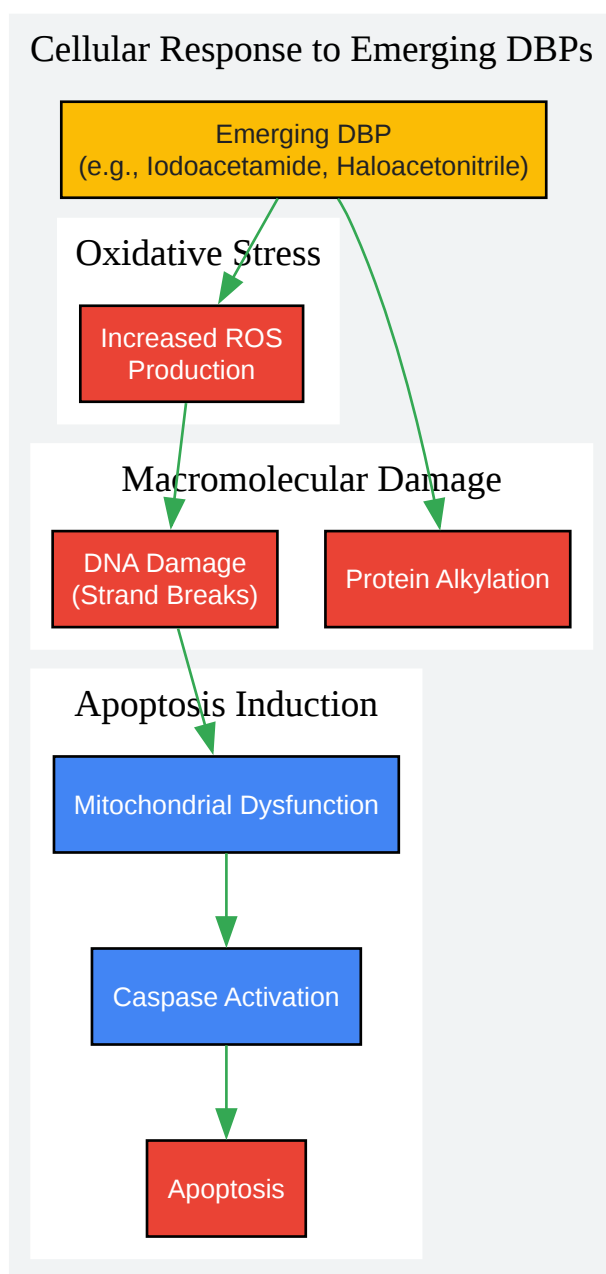 Cellular Response to Emerging DBPs
Emerging DBP
(e.g., Iodoacetamide, Haloacetonitrile)
Oxidative Stress
Increased ROS
Production
Macromolecular Damage
DNA Damage
(Strand Breaks)
Protein Alkylation
Apoptosis Induction
Mitochondrial Dysfunction
Caspase Activation
Apoptosis